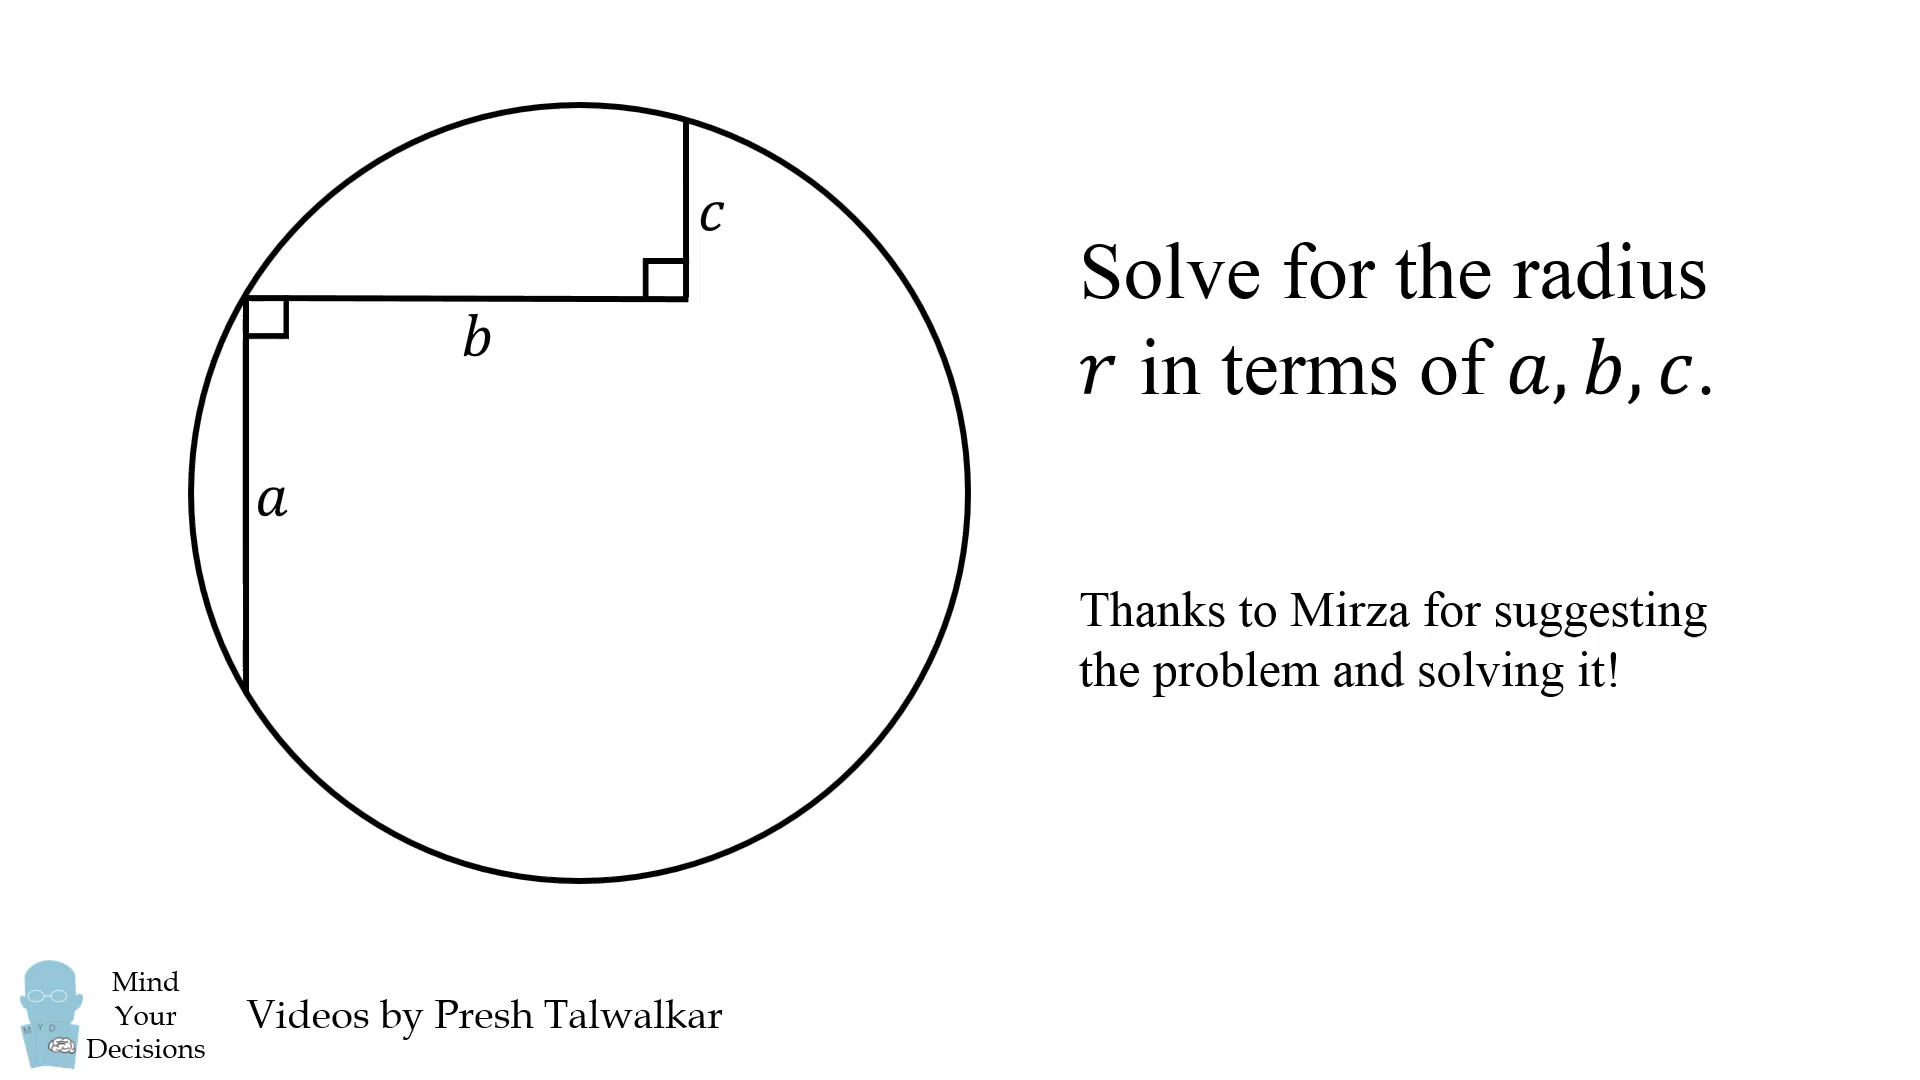 c
b
a
Solve for the radius
r in terms of a, b, c.
Thanks to Mirza for suggesting
the problem and solving it!
M Y D
Mind
Your
Decisions
Videos by Presh Talwalkar